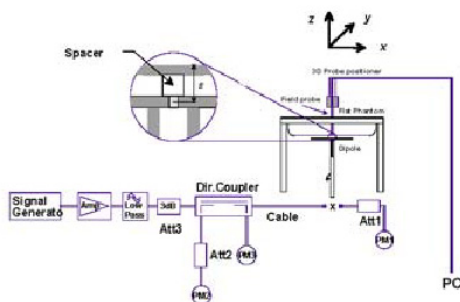 z
y
x
Spacer
s
3D Probe positioner
Field probe
Flat Phantom
Dipole
Dir.Coupler
Signal
Generato
Amp
Low
Pass
3dB
Att3
Cable
x
Att1
PM1
Att2
PM3
PM2
PC